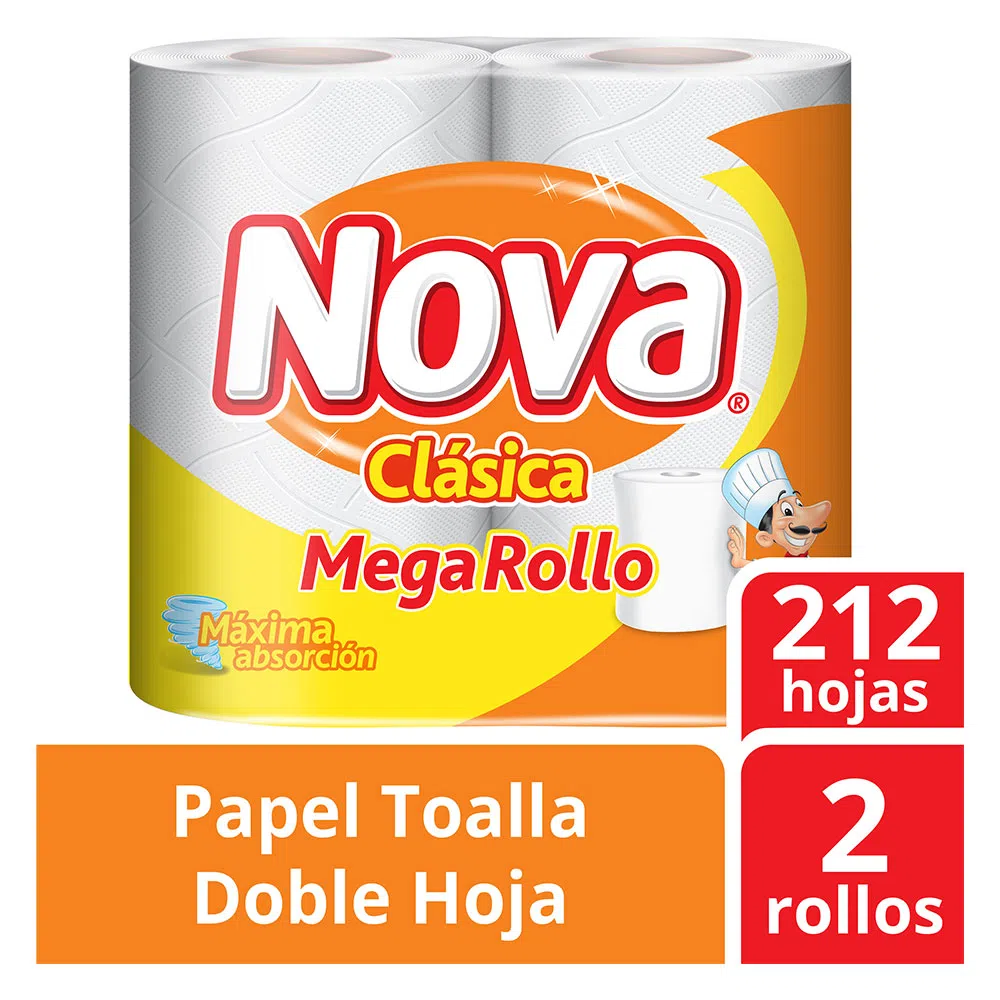 Nova®
Clásica
MegaRollo
Máxima
absorción
212
hojas
Papel Toalla
Doble Hoja
2
rollos